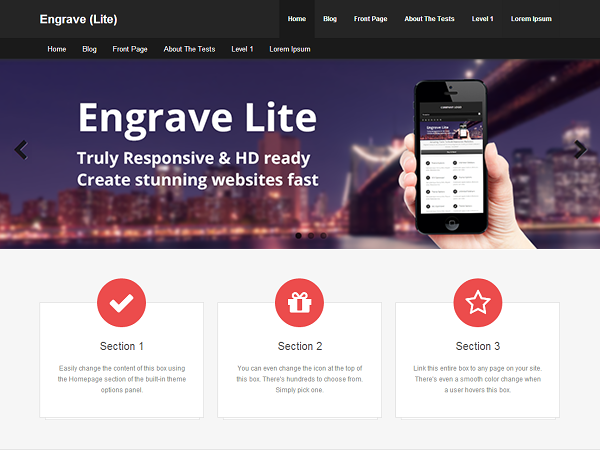 Engrave (Lite)
Home Blog Front Page About The Tests Level 1 Lorem Ipsum
Home Blog Front Page About The Tests Level 1 Lorem Ipsum
Engrave Lite
Truly Responsive & HD ready
Create stunning websites fast
Engrave Lite
Section 1
Easily change the content of this box using
the Homepage section of the built-in theme
options panel.
Section 2
You can even change the icon at the top of
this box. There's hundreds to choose from.
Simply pick one.
Section 3
Link this entire box to any page on your site.
There's even a smooth color change when
a user hovers this box.